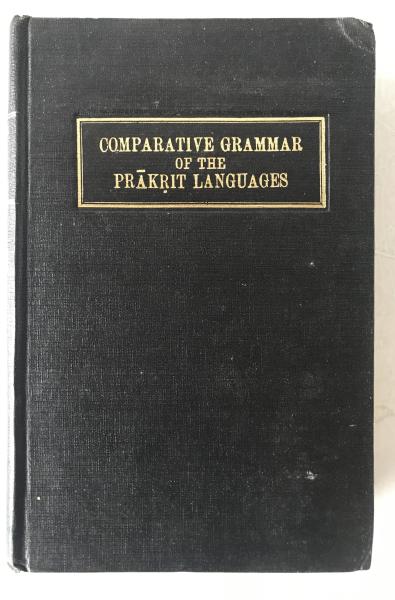 COMPARATIVE GRAMMAR
OF THE
PRĀKṚIT LANGUAGES